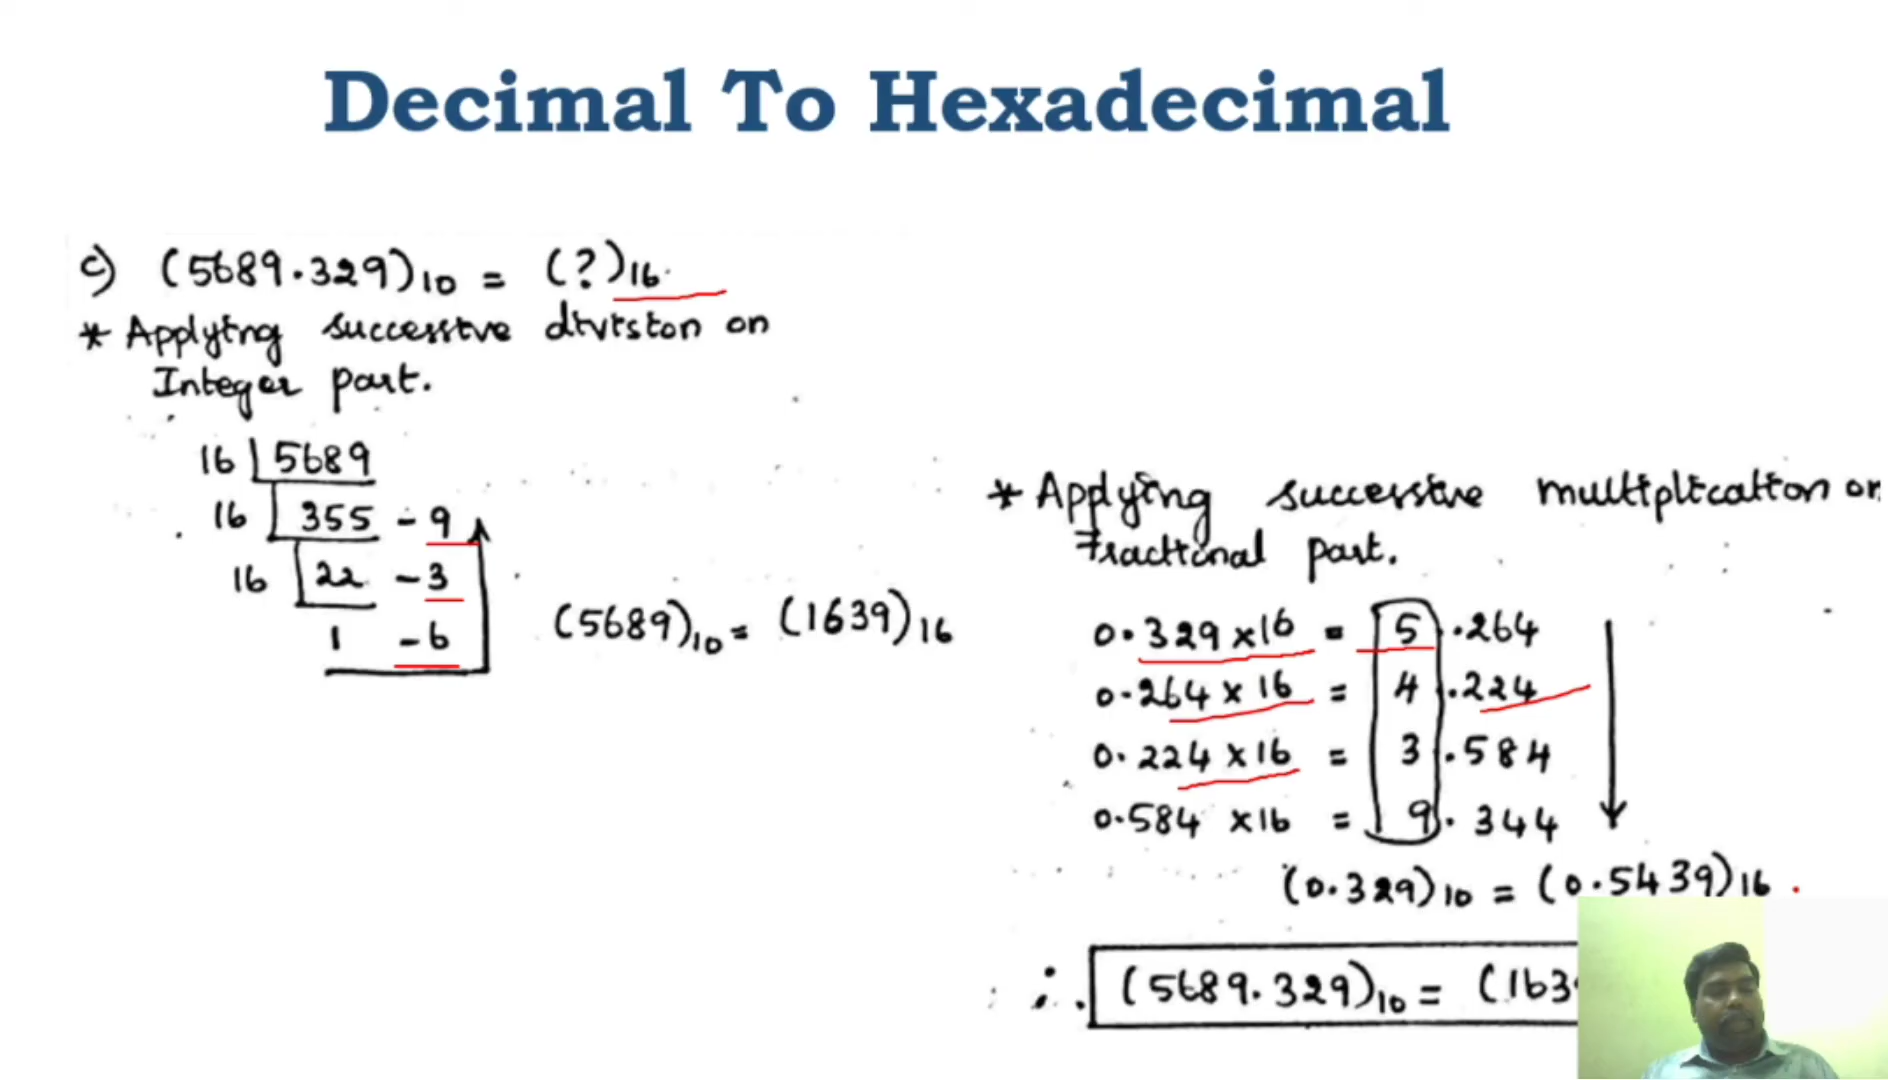 Decimal To Hexadecimal
c) (5689.329)10 = (?)16.
* Applying successive division on
Integer part.
16 | 5689
16 | 355 - 9
16 | 22 - 3
1 - 6
(5689)10 = (1639)16
* Applying successive multiplication on
Fractional part.
0.329 x 16 = 5 .264
0.264 x 16 = 4 .224
0.224 x 16 = 3 .584
0.584 x 16 = 9 .344
(0.329)10 = (0.5439)16
∴ (5689.329)10 = (163